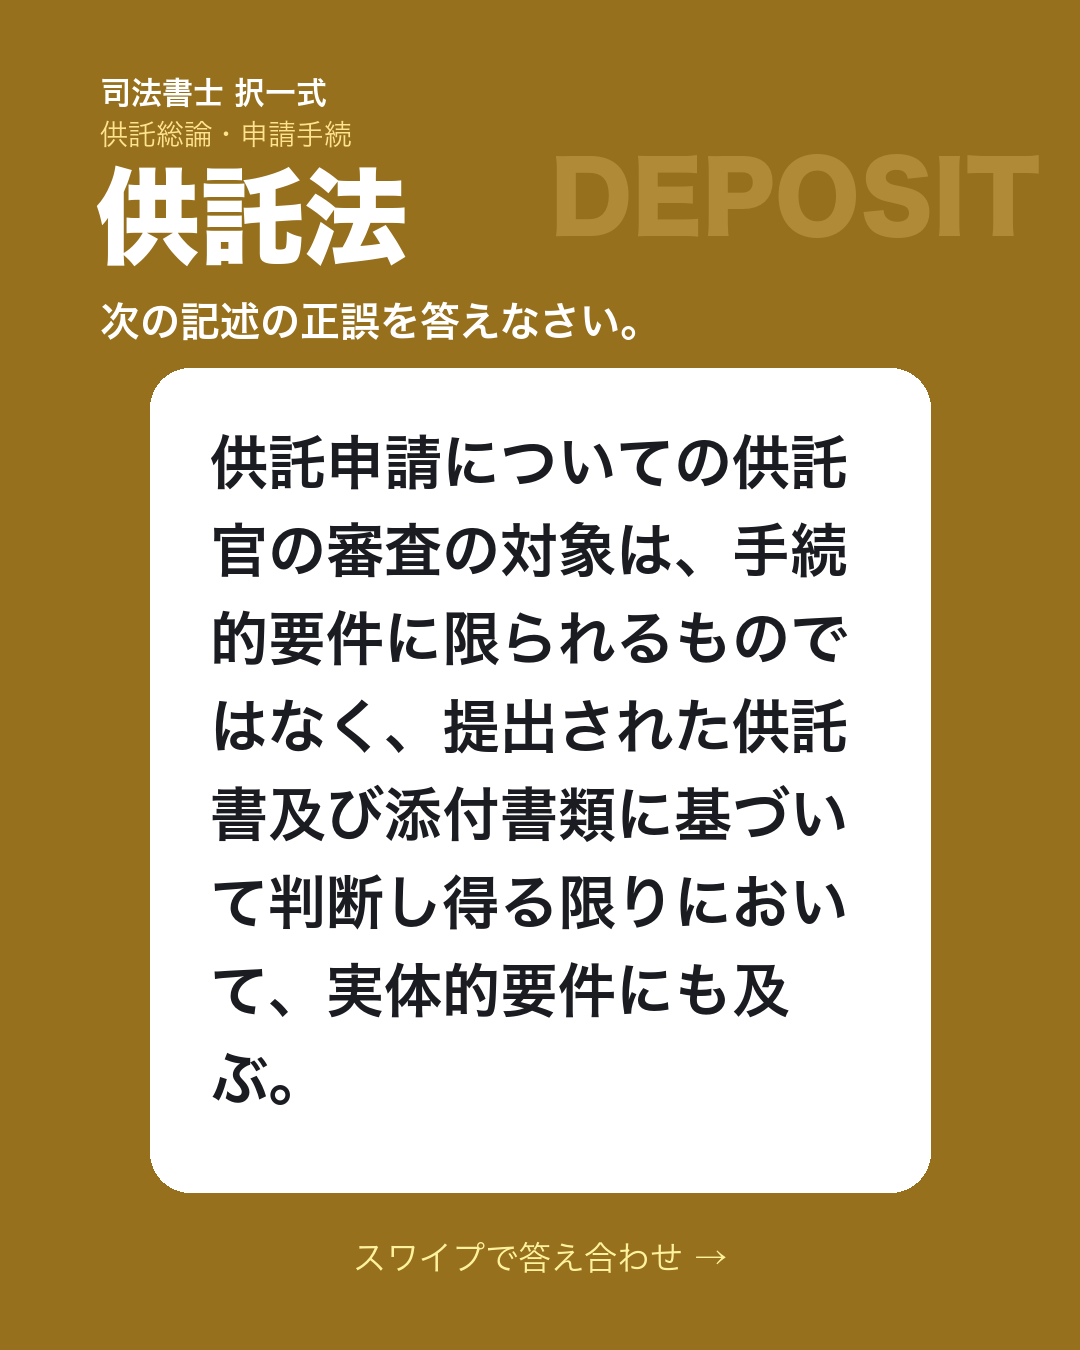 司法書士 択一式
供託総論・申請手続
供託法
DEPOSIT
次の記述の正誤を答えなさい。
供託申請についての供託
官の審査の対象は、手続
的要件に限られるもので
はなく、提出された供託
書及び添付書類に基づい
て判断し得る限りにおい
て、実体的要件にも及
ぶ。
スワイプで答え合わせ →